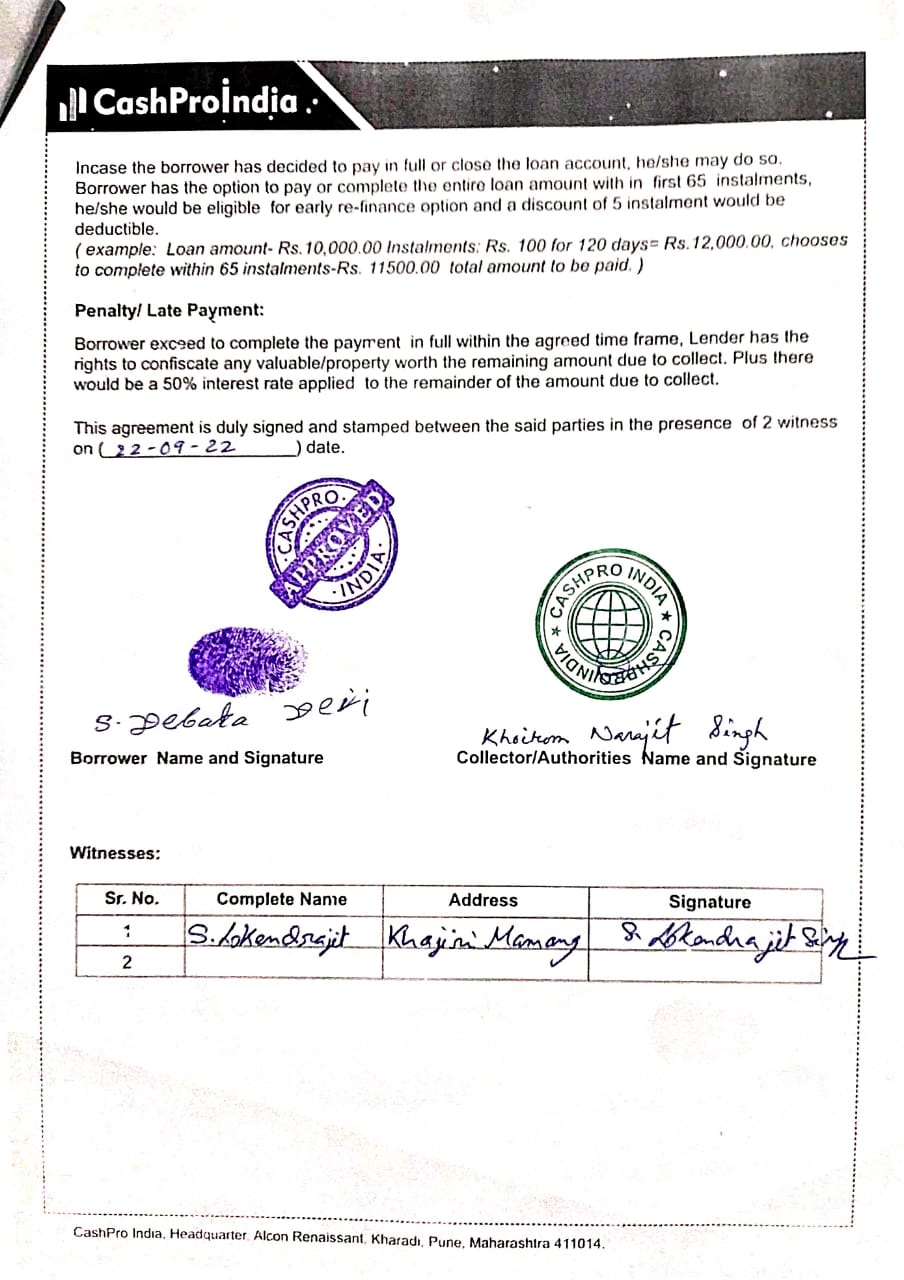 CashProIndia
Incase the borrower has decided to pay in full or close the loan account, he/she may do so.
Borrower has the option to pay or complete the entire loan amount with in first 65 instalments,
he/she would be eligible for early re-finance option and a discount of 5 instalment would be
deductible.
( example: Loan amount- Rs.10,000.00 Instalments: Rs. 100 for 120 days= Rs.12,000.00, chooses
to complete within 65 instalments-Rs. 11500.00 total amount to be paid. )
Penalty/ Late Payment:
Borrower exceed to complete the payment in full within the agreed time frame, Lender has the
rights to confiscate any valuable/property worth the remaining amount due to collect. Plus there
would be a 50% interest rate applied to the remainder of the amount due to collect.
This agreement is duly signed and stamped between the said parties in the presence of 2 witness
on ( 22-09-22 ) date.
CASHPRO
APPROVED
INDIA
CASHPRO INDIA ★ CASHPRO INDIA ★
S. Debata Devi
Khoirom Narajit Singh
Borrower Name and Signature
Collector/Authorities Name and Signature
Witnesses:
Sr. No. Complete Name Address Signature
1 S. Lokendrajit Khajiri Mamang S. Lokendrajit Singh
2
CashPro India, Headquarter, Alcon Renaissant, Kharadi, Pune, Maharashtra 411014.